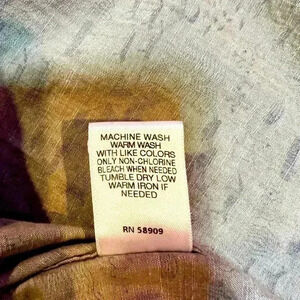 MACHINE WASH
WARM WASH
WITH LIKE COLORS
ONLY NON-CHLORINE
BLEACH WHEN NEEDED
TUMBLE DRY LOW
WARM IRON IF
NEEDED
RN 58909